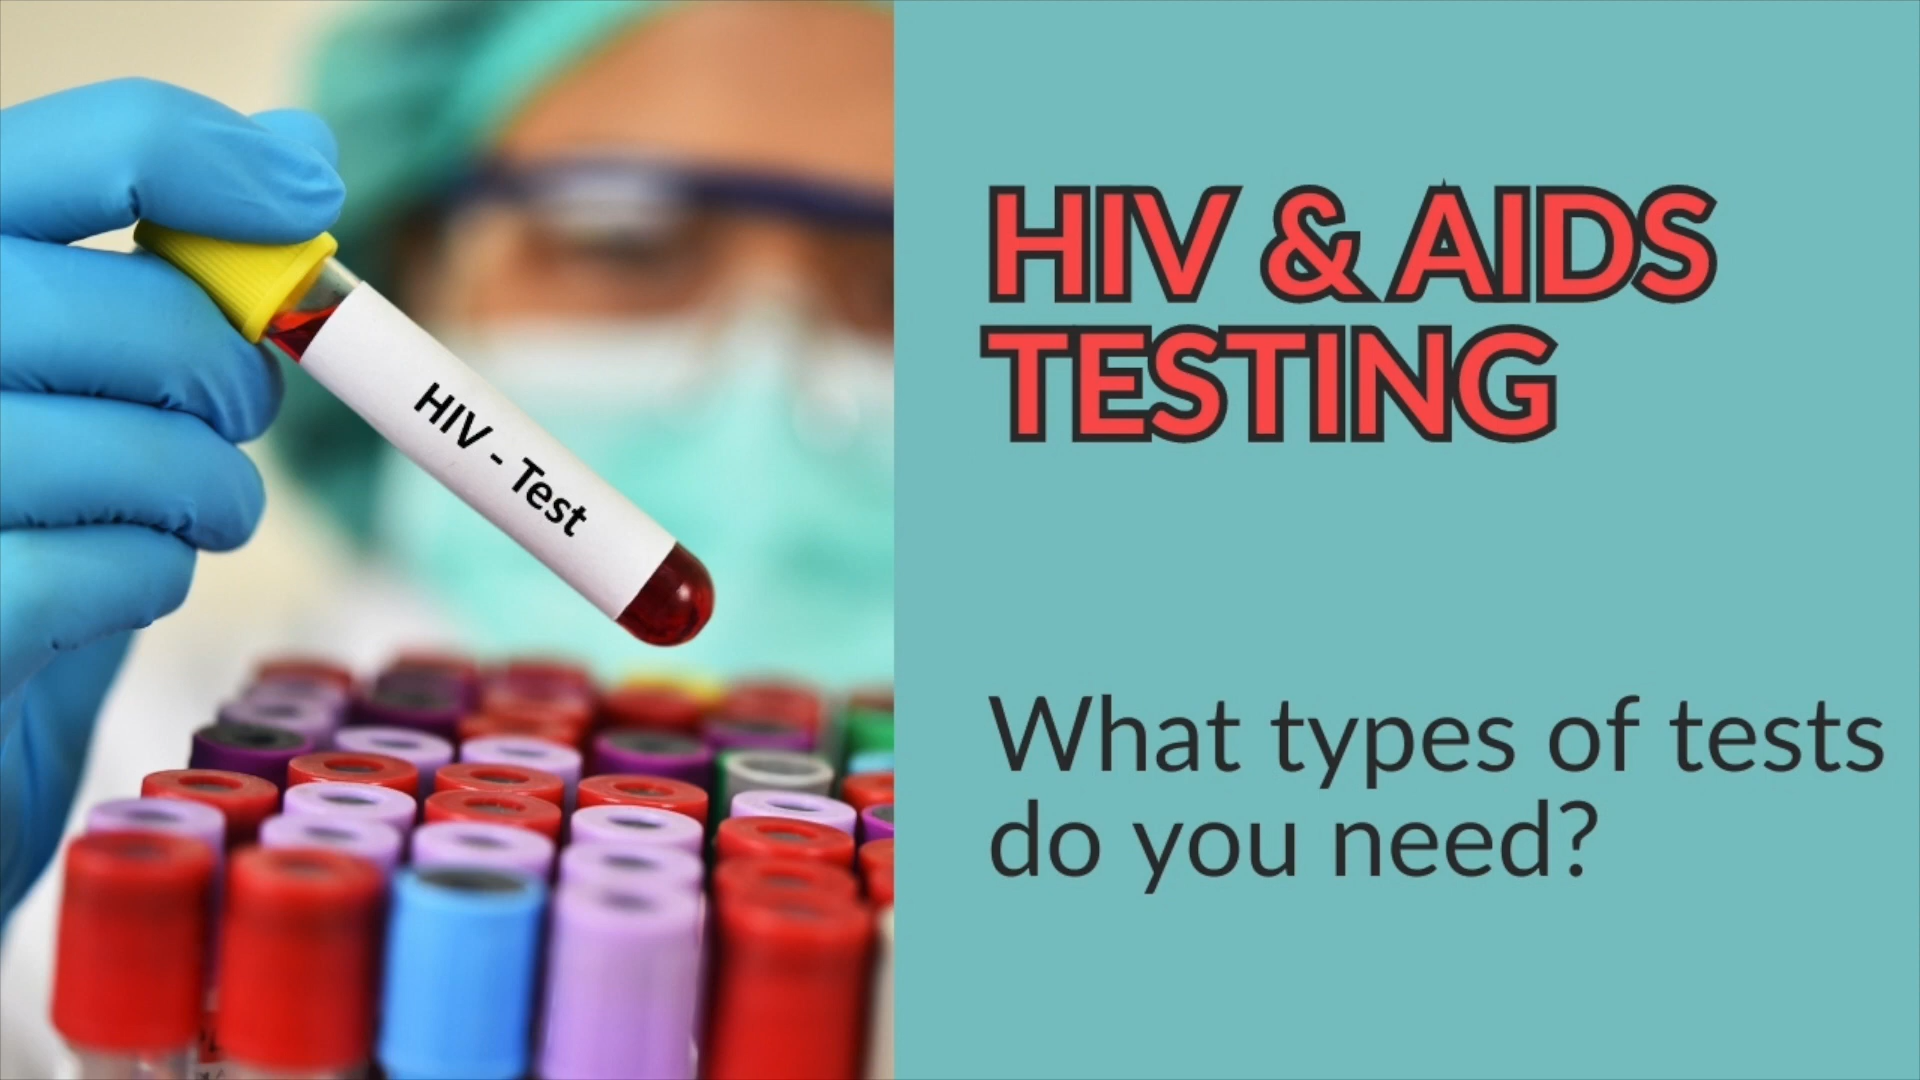 HIV - Test
HIV & AIDS
TESTING
What types of tests
do you need?